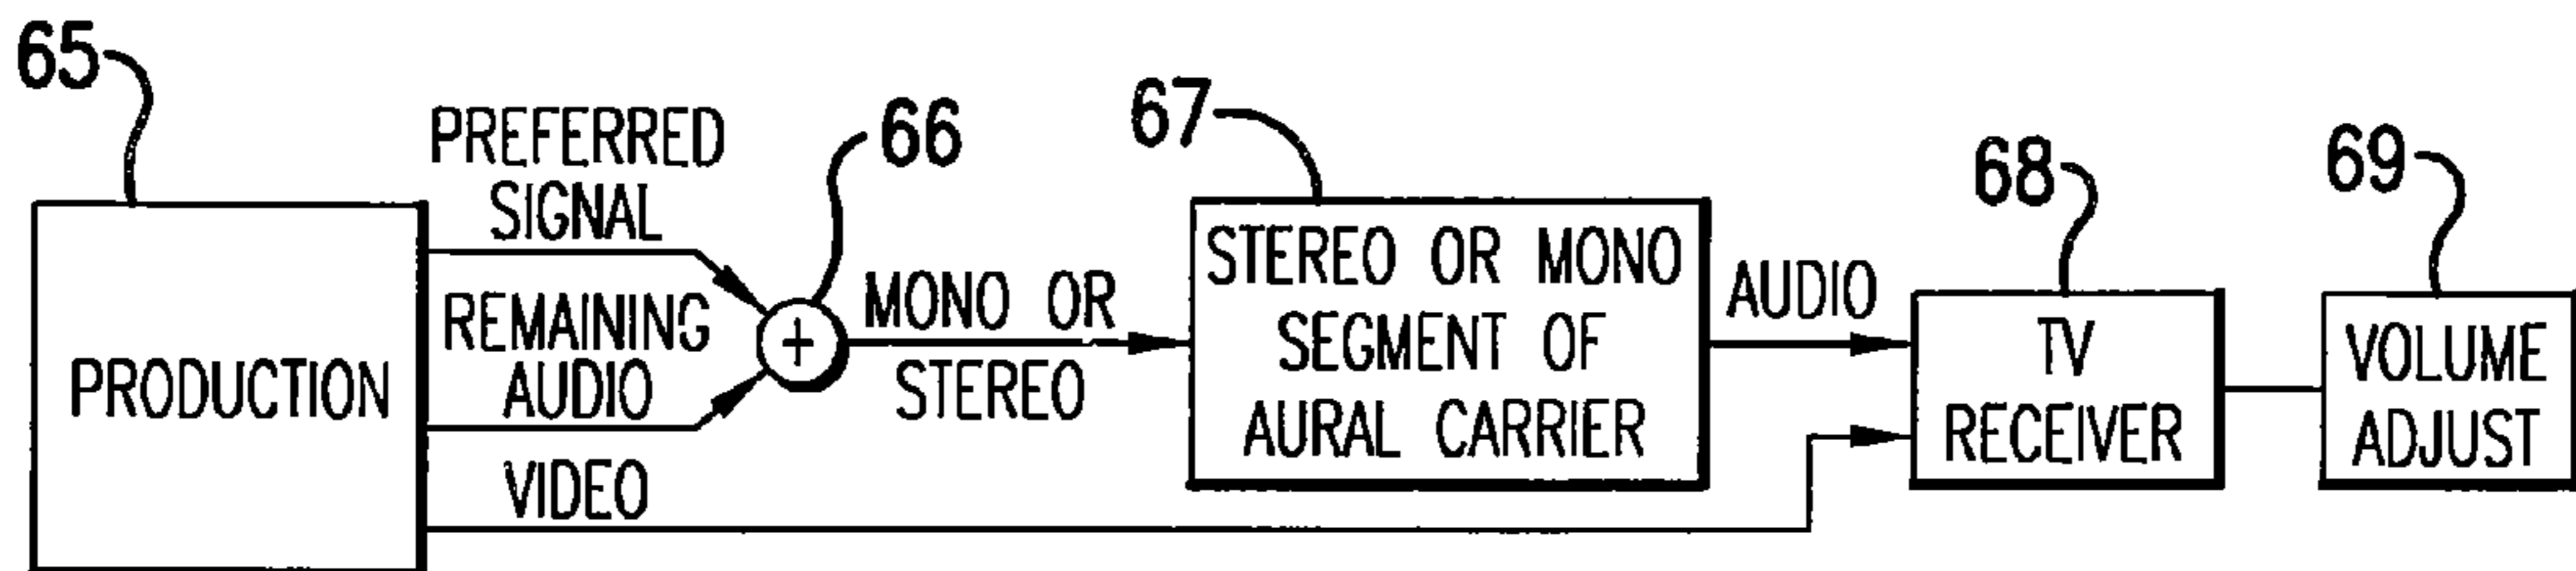 65
PREFERRED
SIGNAL
66
67
68
69
PRODUCTION
REMAINING
AUDIO
VIDEO
+
MONO OR
STEREO
STEREO OR MONO
SEGMENT OF
AURAL CARRIER
AUDIO
TV
RECEIVER
VOLUME
ADJUST